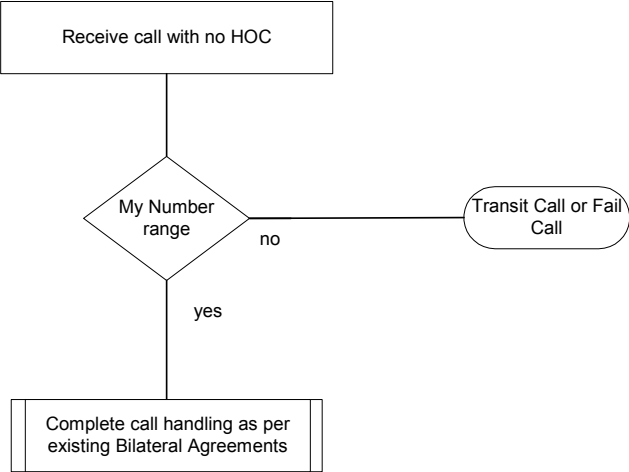 Receive call with no HOC
My Number
range
Transit Call or Fail
Call
no
yes
Complete call handling as per
existing Bilateral Agreements